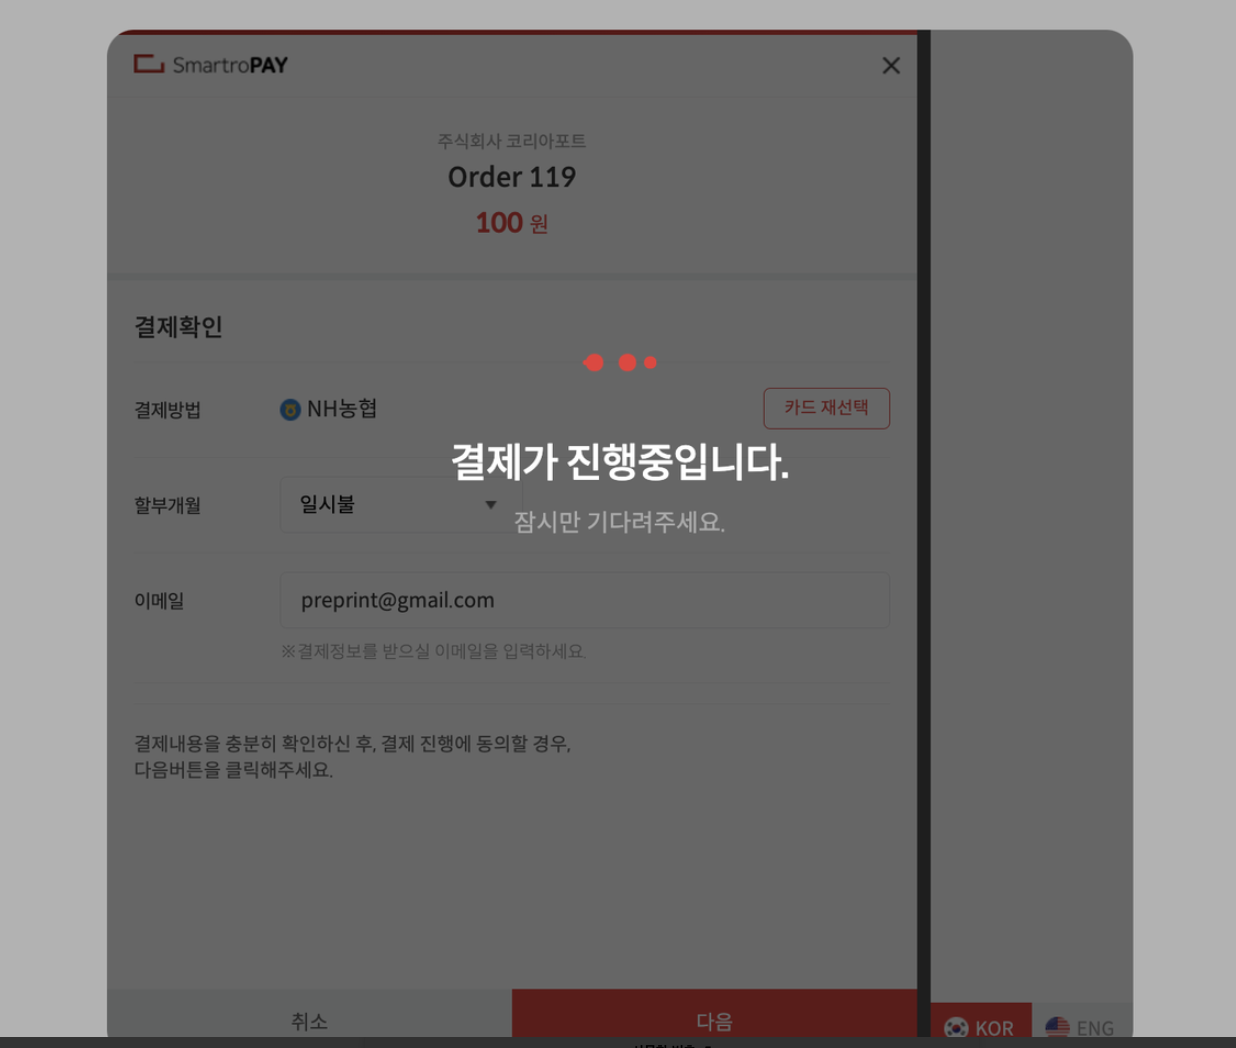 SmartroPAY
주식회사 코리아포트
Order 119
100 원
결제확인
결제방법
NH농협
카드 재선택
결제가 진행중입니다.
할부개월
일시불
잠시만 기다려주세요.
이메일
preprint@gmail.com
※결제정보를 받으실 이메일을 입력하세요.
결제내용을 충분히 확인하신 후, 결제 진행에 동의할 경우,
다음버튼을 클릭해주세요.
취소
다음
KOR
ENG